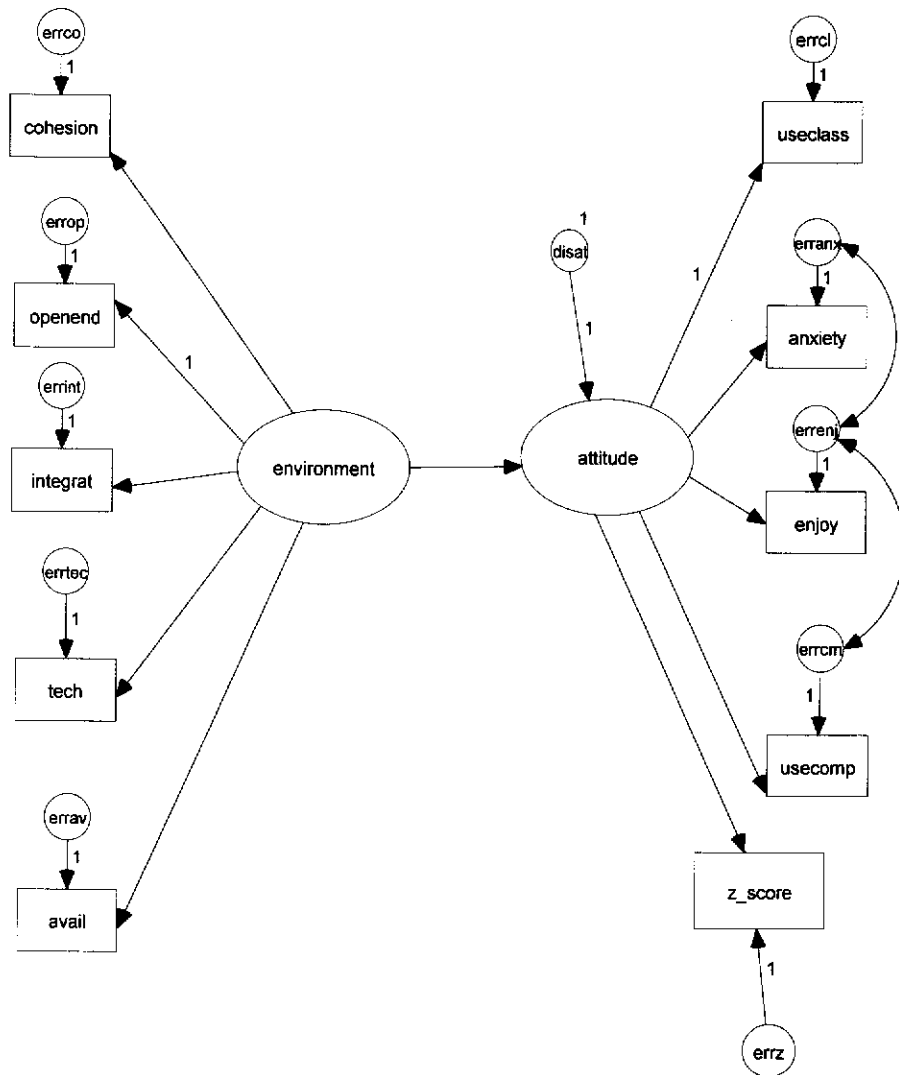 errco
1
cohesion
errop
1
openend
1
errint
1
integrat
errtec
1
tech
errav
1
avail
environment
1
disat
1
attitude
errcl
1
useclass
1
erranx
1
anxiety
errenj
1
enjoy
errcm
1
usecomp
z_score
1
errz